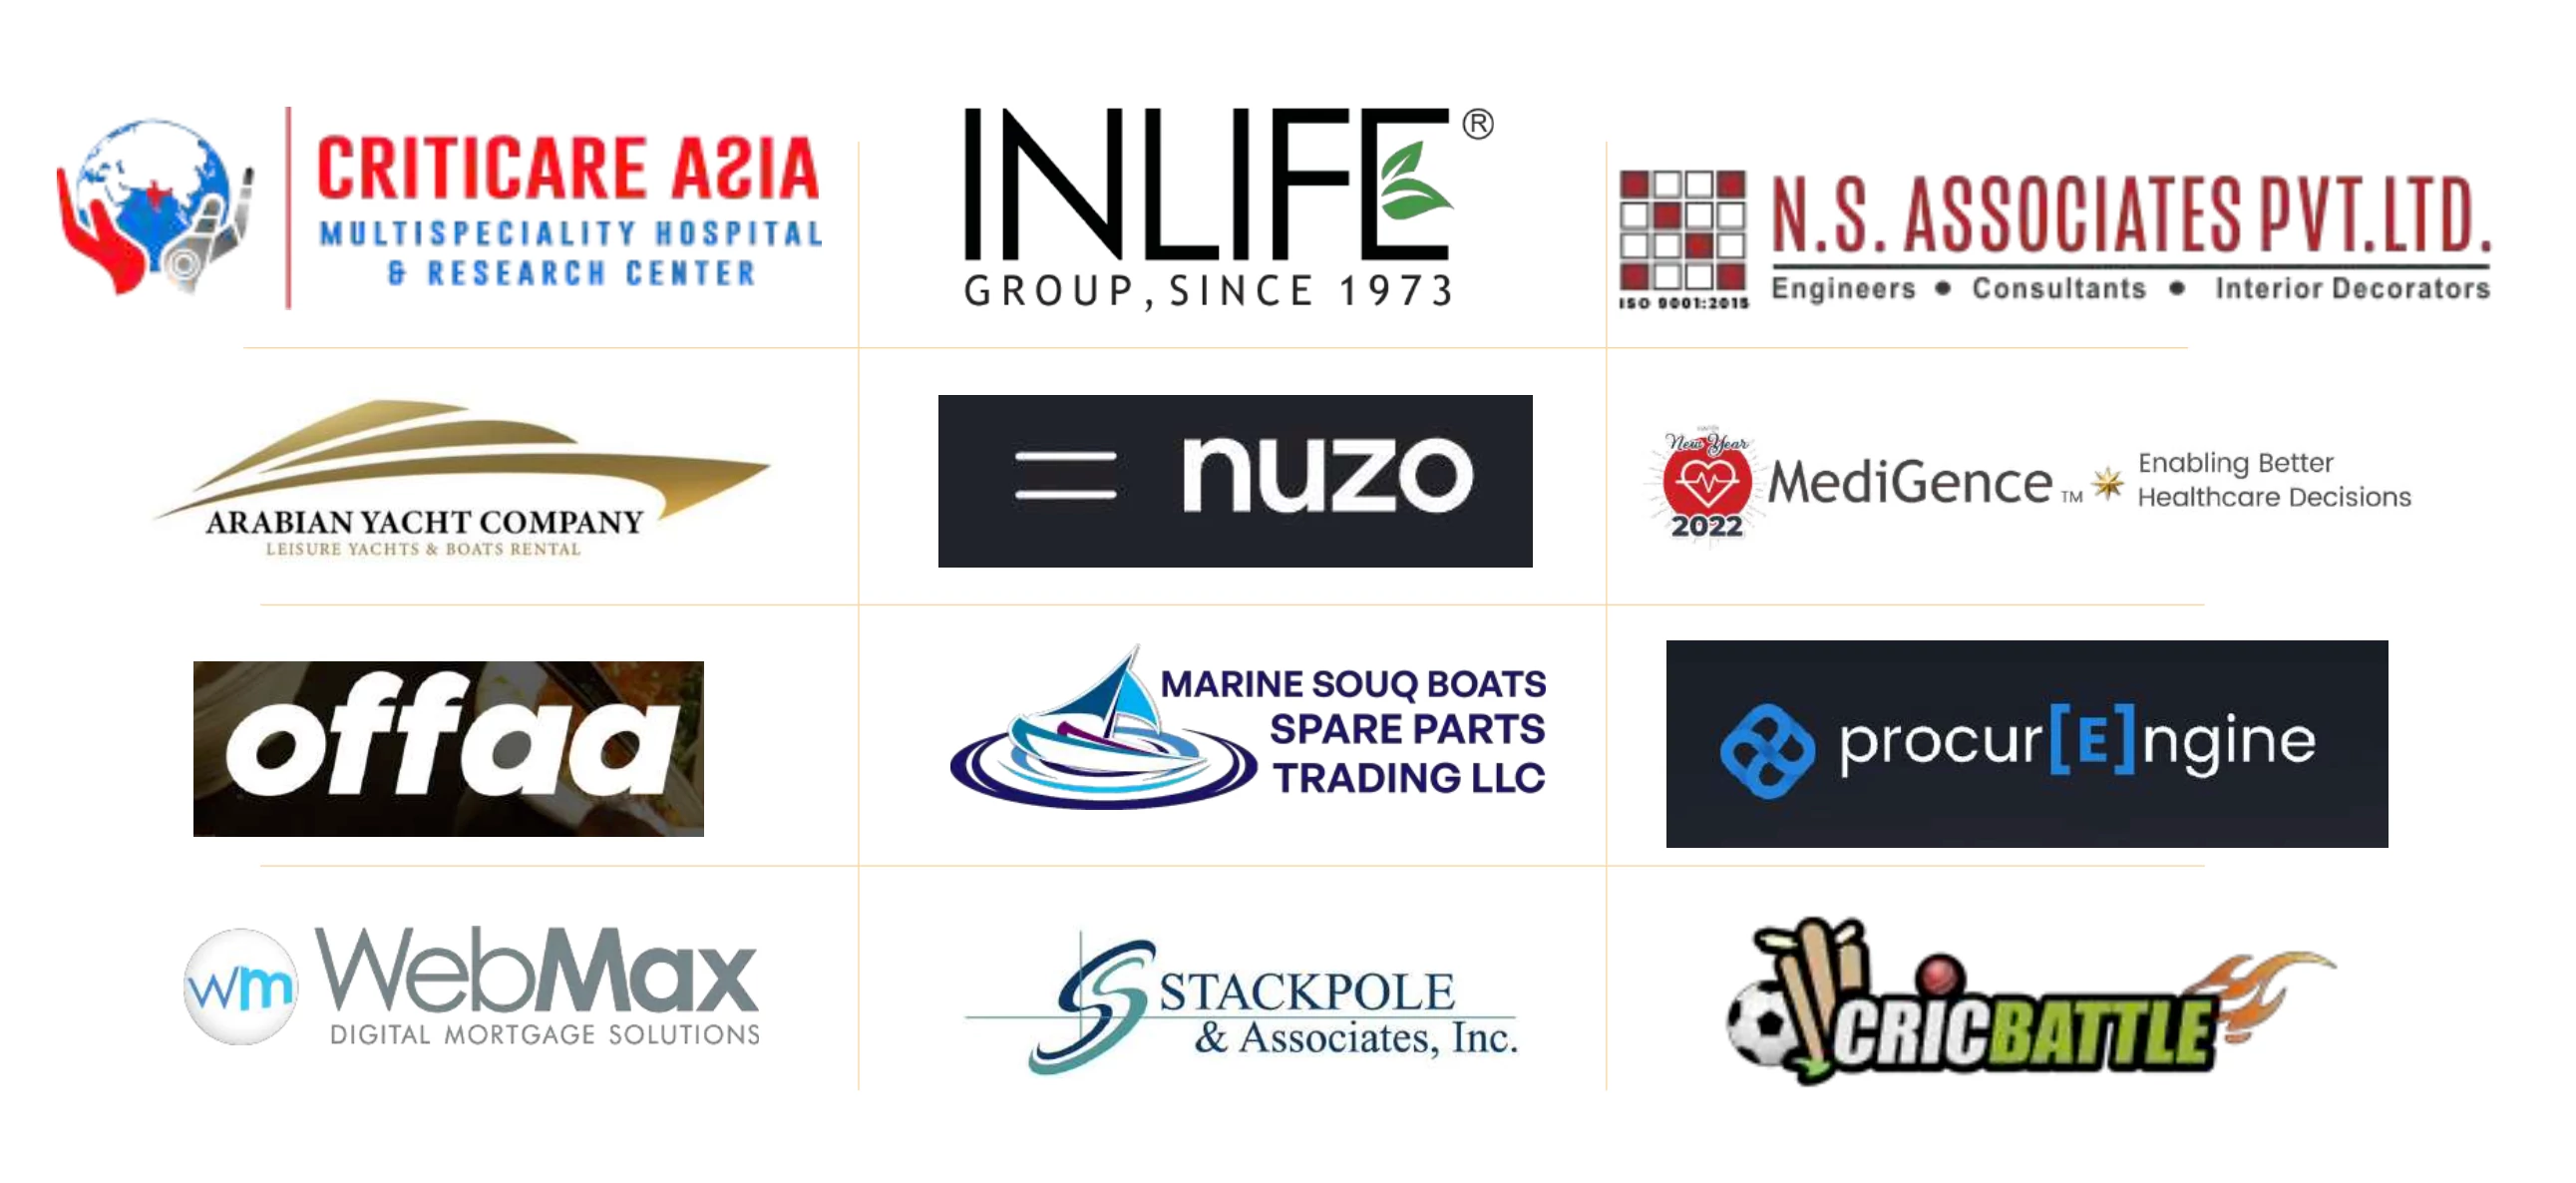 CRITICARE ASIA
MULTISPECIALITY HOSPITAL
& RESEARCH CENTER
INLIFE®
GROUP, SINCE 1973
N.S. ASSOCIATES PVT.LTD.
Engineers • Consultants • Interior Decorators
ISO 9001:2015
ARABIAN YACHT COMPANY
LEISURE YACHTS & BOATS RENTAL
nuzo
New Year
2022
MediGence TM
Enabling Better
Healthcare Decisions
offaa
MARINE SOUQ BOATS
SPARE PARTS
TRADING LLC
procur[E]ngine
wm
WebMax
DIGITAL MORTGAGE SOLUTIONS
STACKPOLE
& Associates, Inc.
CRICBATTLE